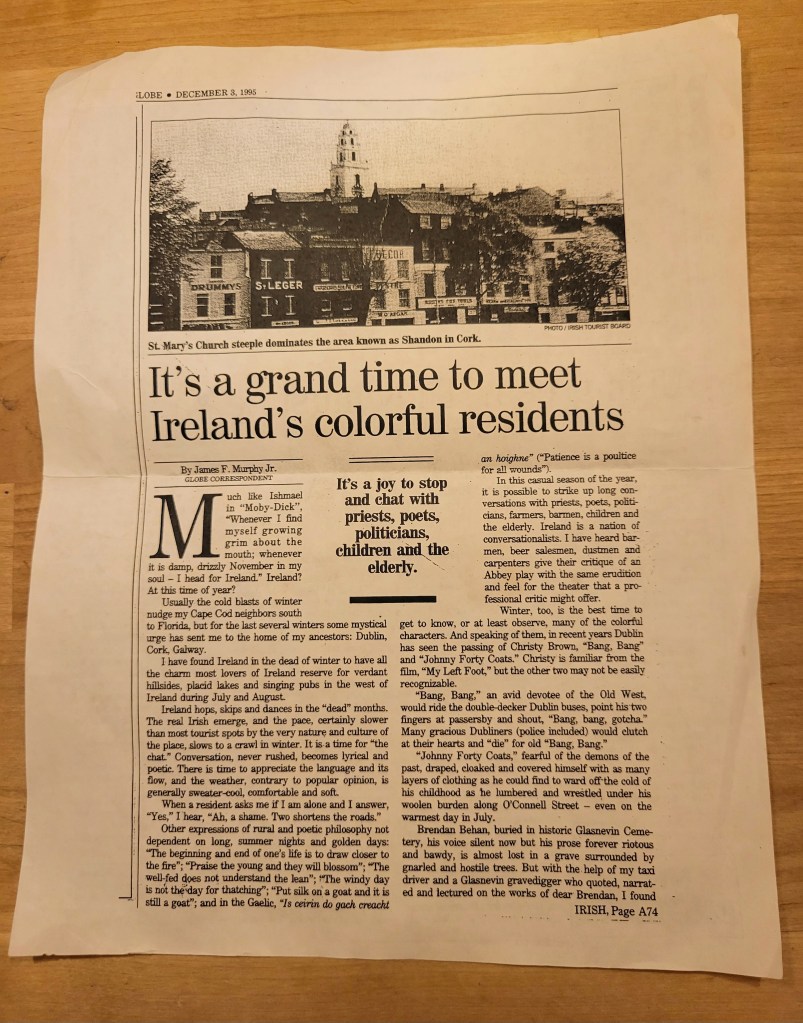 GLOBE • DECEMBER 3, 1995
DRUMMYS
ST LEGER
DECOR
PHOTO / IRISH TOURIST BOARD
St. Mary's Church steeple dominates the area known as Shandon in Cork.
It's a grand time to meet
Ireland's colorful residents
By James F. Murphy Jr.
GLOBE CORRESPONDENT
Much like Ishmael
in "Moby-Dick",
"Whenever I find
myself growing
grim about the
mouth; whenever
it is damp, drizzly November in my
soul – I head for Ireland." Ireland?
At this time of year?
Usually the cold blasts of winter
nudge my Cape Cod neighbors south
to Florida, but for the last several winters some mystical
urge has sent me to the home of my ancestors: Dublin,
Cork, Galway.
I have found Ireland in the dead of winter to have all
the charm most lovers of Ireland reserve for verdant
hillsides, placid lakes and singing pubs in the west of
Ireland during July and August.
Ireland hops, skips and dances in the "dead" months.
The real Irish emerge, and the pace, certainly slower
than most tourist spots by the very nature and culture of
the place, slows to a crawl in winter. It is a time for "the
chat." Conversation, never rushed, becomes lyrical and
poetic. There is time to appreciate the language and its
flow, and the weather, contrary to popular opinion, is
generally sweater-cool, comfortable and soft.
When a resident asks me if I am alone and I answer,
"Yes," I hear, "Ah, a shame. Two shortens the roads."
Other expressions of rural and poetic philosophy not
dependent on long, summer nights and golden days:
"The beginning and end of one's life is to draw closer to
the fire"; "Praise the young and they will blossom"; "The
well-fed does not understand the lean"; "The windy day
is not the day for thatching"; "Put silk on a goat and it is
still a goat"; and in the Gaelic, "Is ceirin do gach creacht
It's a joy to stop
and chat with
priests, poets,
politicians,
children and the
elderly.
an hoighne" ("Patience is a poultice
for all wounds").
In this casual season of the year,
it is possible to strike up long con-
versations with priests, poets, politi-
cians, farmers, barmen, children and
the elderly. Ireland is a nation of
conversationalists. I have heard bar-
men, beer salesmen, dustmen and
carpenters give their critique of an
Abbey play with the same erudition
and feel for the theater that a pro-
fessional critic might offer.
Winter, too, is the best time to
get to know, or at least observe, many of the colorful
characters. And speaking of them, in recent years Dublin
has seen the passing of Christy Brown, "Bang, Bang"
and "Johnny Forty Coats." Christy is familiar from the
film, "My Left Foot," but the other two may not be easily
recognizable.
"Bang, Bang," an avid devotee of the Old West,
would ride the double-decker Dublin buses, point his two
fingers at passersby and shout, "Bang, bang, gotcha."
Many gracious Dubliners (police included) would clutch
at their hearts and "die" for old "Bang, Bang."
"Johnny Forty Coats," fearful of the demons of the
past, draped, cloaked and covered himself with as many
layers of clothing as he could find to ward off the cold of
his childhood as he lumbered and wrestled under his
woolen burden along O'Connell Street – even on the
warmest day in July.
Brendan Behan, buried in historic Glasnevin Ceme-
tery, his voice silent now but his prose forever riotous
and bawdy, is almost lost in a grave surrounded by
gnarled and hostile trees. But with the help of my taxi
driver and a Glasnevin gravedigger who quoted, narrat-
ed and lectured on the works of dear Brendan, I found
IRISH, Page A74